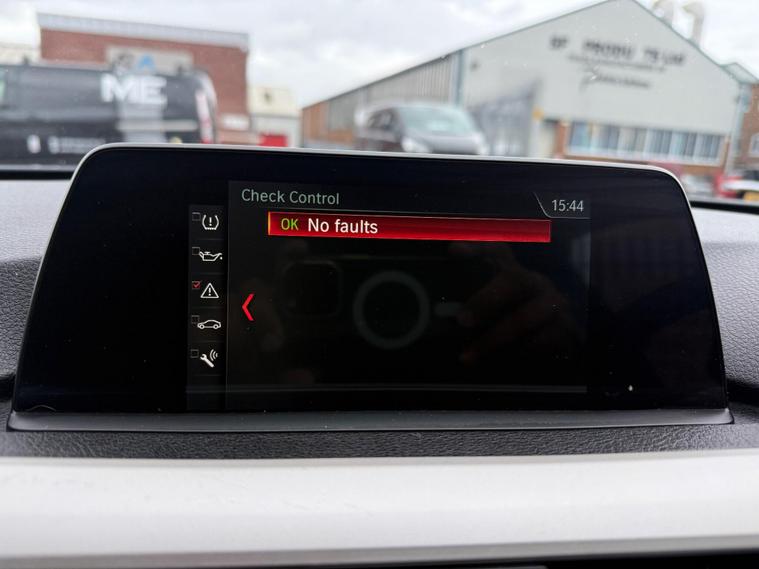 ME
Check Control
15:44
OK No faults